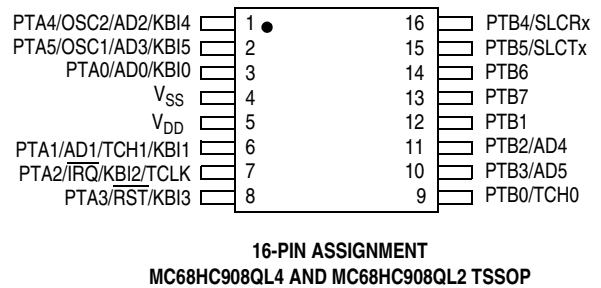 PTA4/OSC2/AD2/KBI4 1 16 PTB4/SLCRx
PTA5/OSC1/AD3/KBI5 2 15 PTB5/SLCTx
PTA0/AD0/KBI0 3 14 PTB6
VSS 4 13 PTB7
VDD 5 12 PTB1
PTA1/AD1/TCH1/KBI1 6 11 PTB2/AD4
PTA2/IRQ/KBI2/TCLK 7 10 PTB3/AD5
PTA3/RST/KBI3 8 9 PTB0/TCH0
16-PIN ASSIGNMENT
MC68HC908QL4 AND MC68HC908QL2 TSSOP